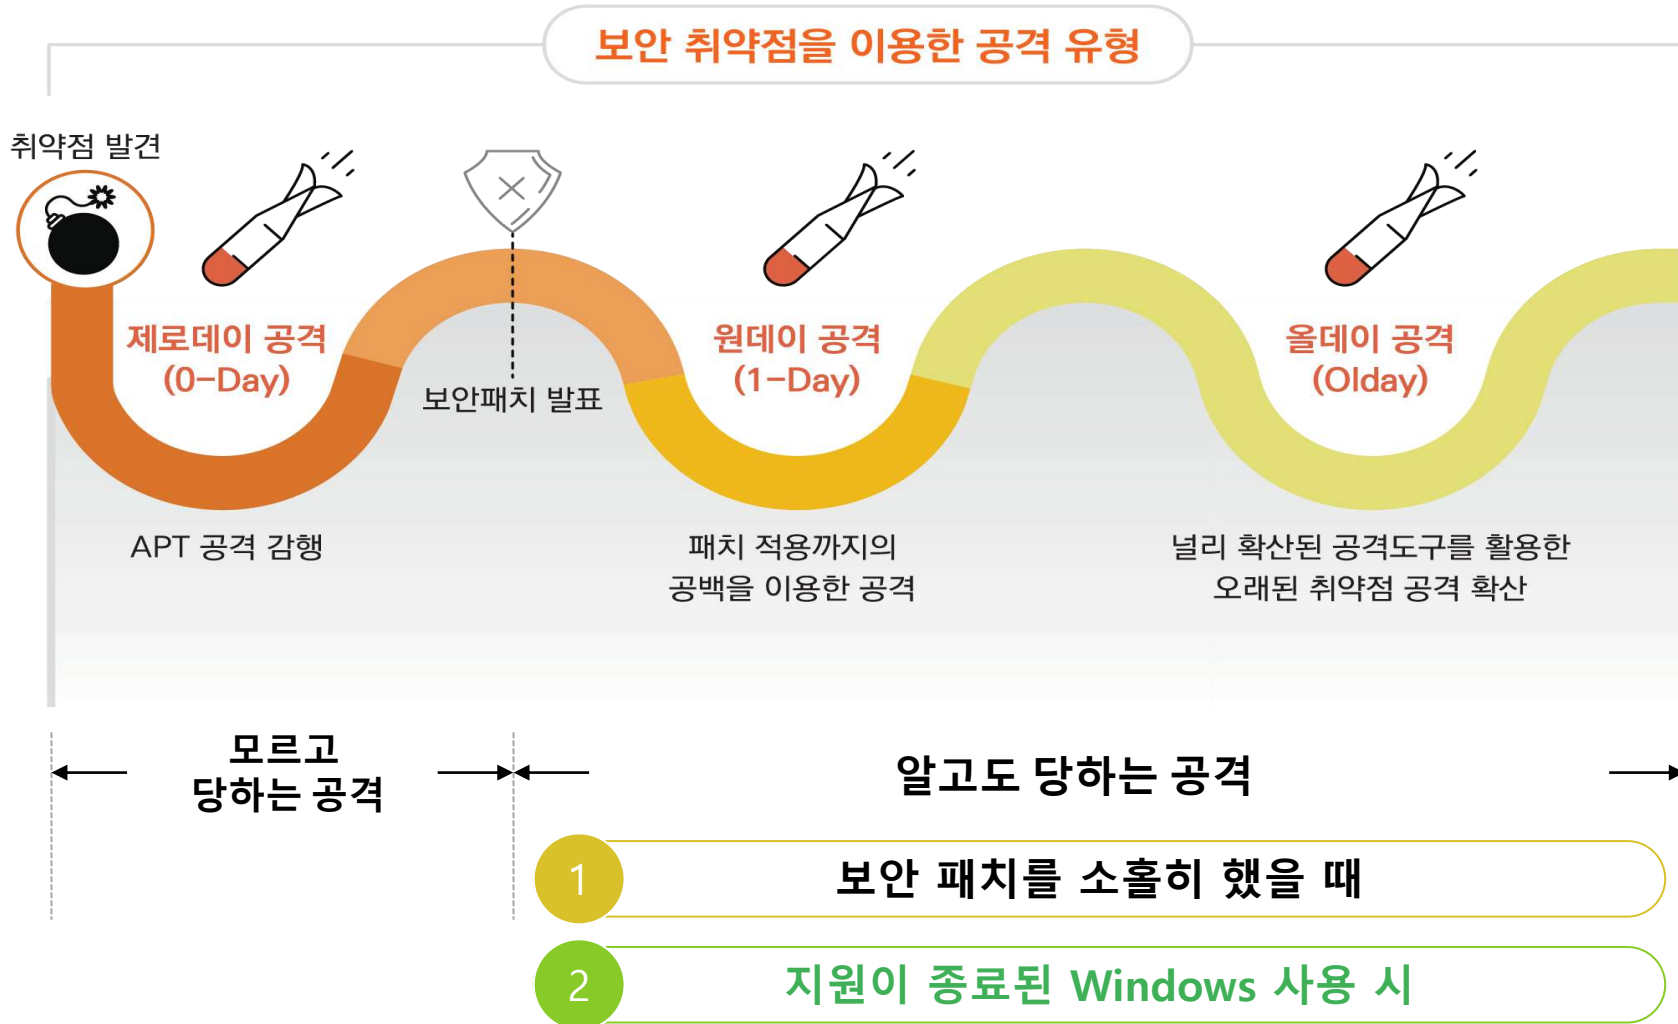 보안 취약점을 이용한 공격 유형
취약점 발견
제로데이 공격
(0-Day)
보안패치 발표
원데이 공격
(1-Day)
올데이 공격
(Olday)
APT 공격 감행
패치 적용까지의
공백을 이용한 공격
널리 확산된 공격도구를 활용한
오래된 취약점 공격 확산
모르고
당하는 공격
알고도 당하는 공격
1 보안 패치를 소홀히 했을 때
2 지원이 종료된 Windows 사용 시